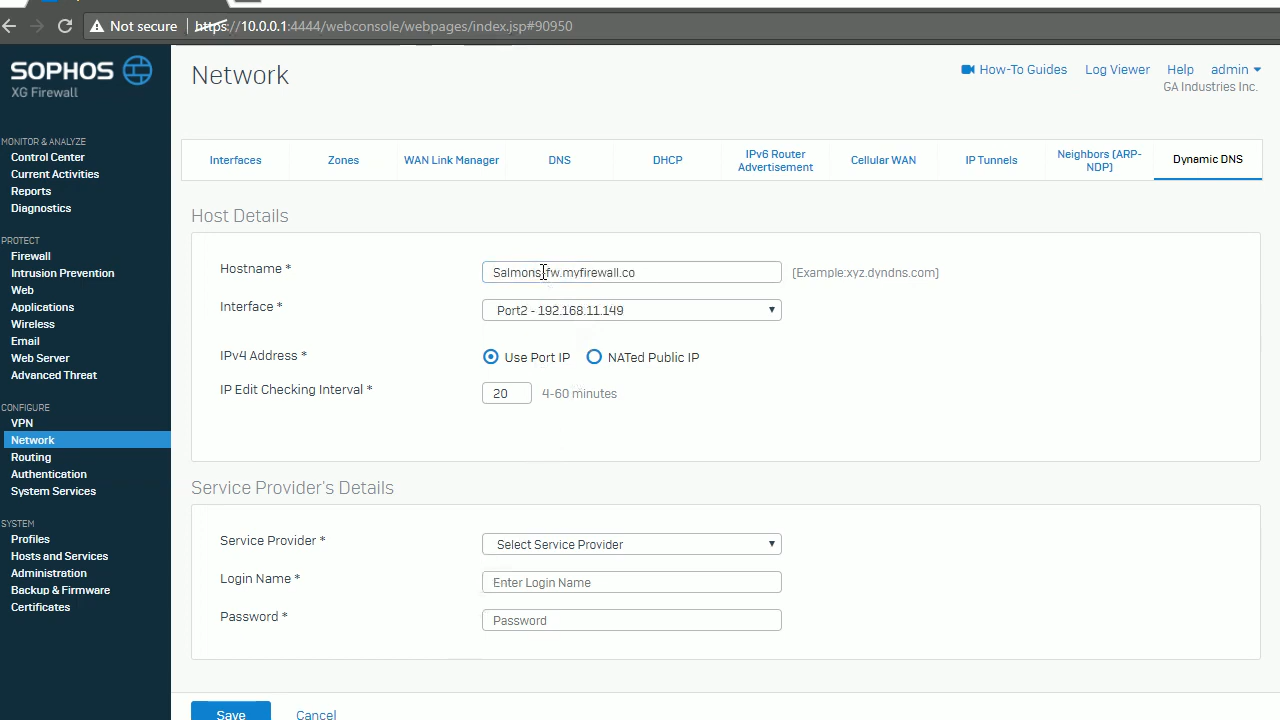 Not secure https://10.0.0.1:4444/webconsole/webpages/index.jsp#90950
SOPHOS
XG Firewall
MONITOR & ANALYZE
Control Center
Current Activities
Reports
Diagnostics
PROTECT
Firewall
Intrusion Prevention
Web
Applications
Wireless
Email
Web Server
Advanced Threat
CONFIGURE
VPN
Network
Routing
Authentication
System Services
SYSTEM
Profiles
Hosts and Services
Administration
Backup & Firmware
Certificates
Network
How-To Guides Log Viewer Help admin
GA Industries Inc.
Interfaces Zones WAN Link Manager DNS DHCP IPv6 Router Advertisement Cellular WAN IP Tunnels Neighbors (ARP-NDP) Dynamic DNS
Host Details
Hostname * fw.myfirewall.co [Example:xyz.dyndns.com]
Interface * Port2 - 192.168.11.149
IPv4 Address * Use Port IP NATed Public IP
IP Edit Checking Interval * 20 4-60 minutes
Service Provider's Details
Service Provider * Select Service Provider
Login Name * Enter Login Name
Password * Password
Save Cancel